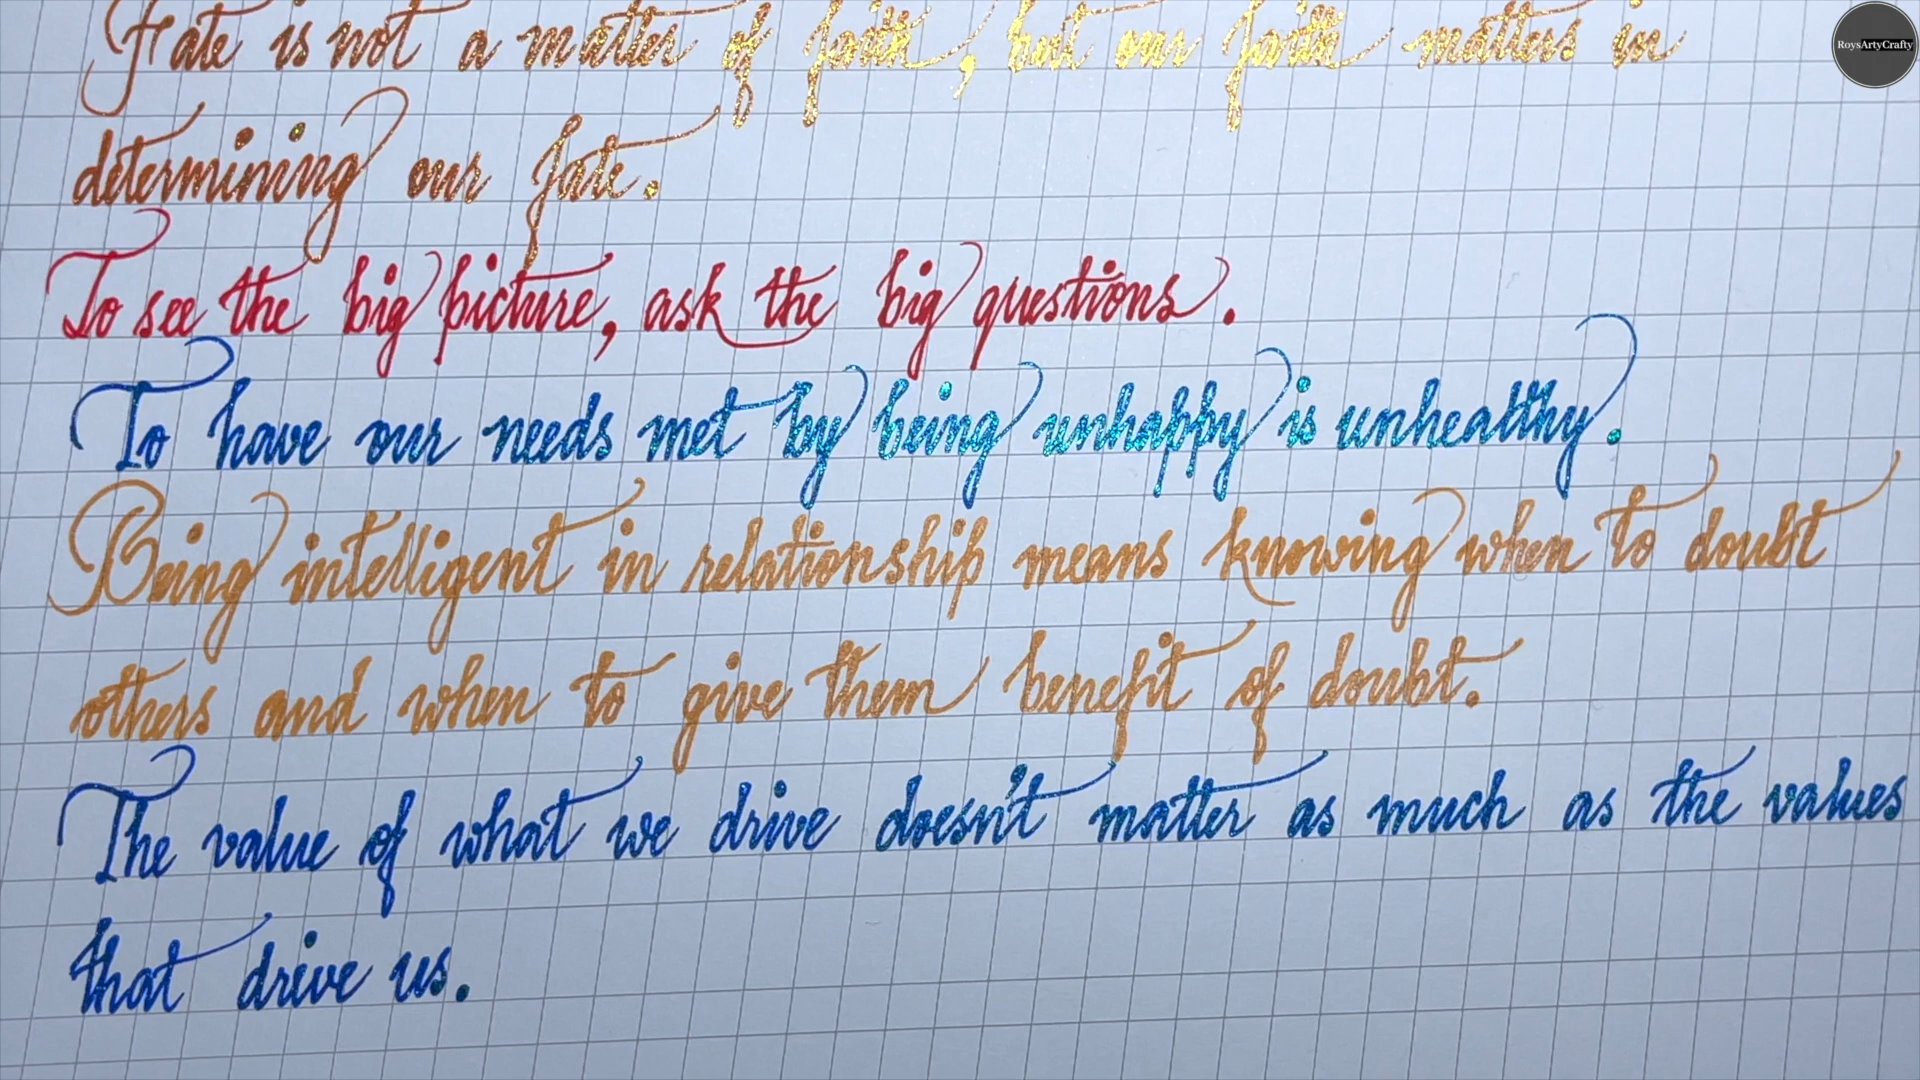 Fate is not a matter of faith, but our faith matters in
determining our fate.
To see the big picture, ask the big questions.
To have our needs met by being unhappy is unhealthy.
Being intelligent in relationship means knowing when to doubt
others and when to give them benefit of doubt.
The value of what we drive doesn't matter as much as the values
that drive us.
RoysArtyCrafty